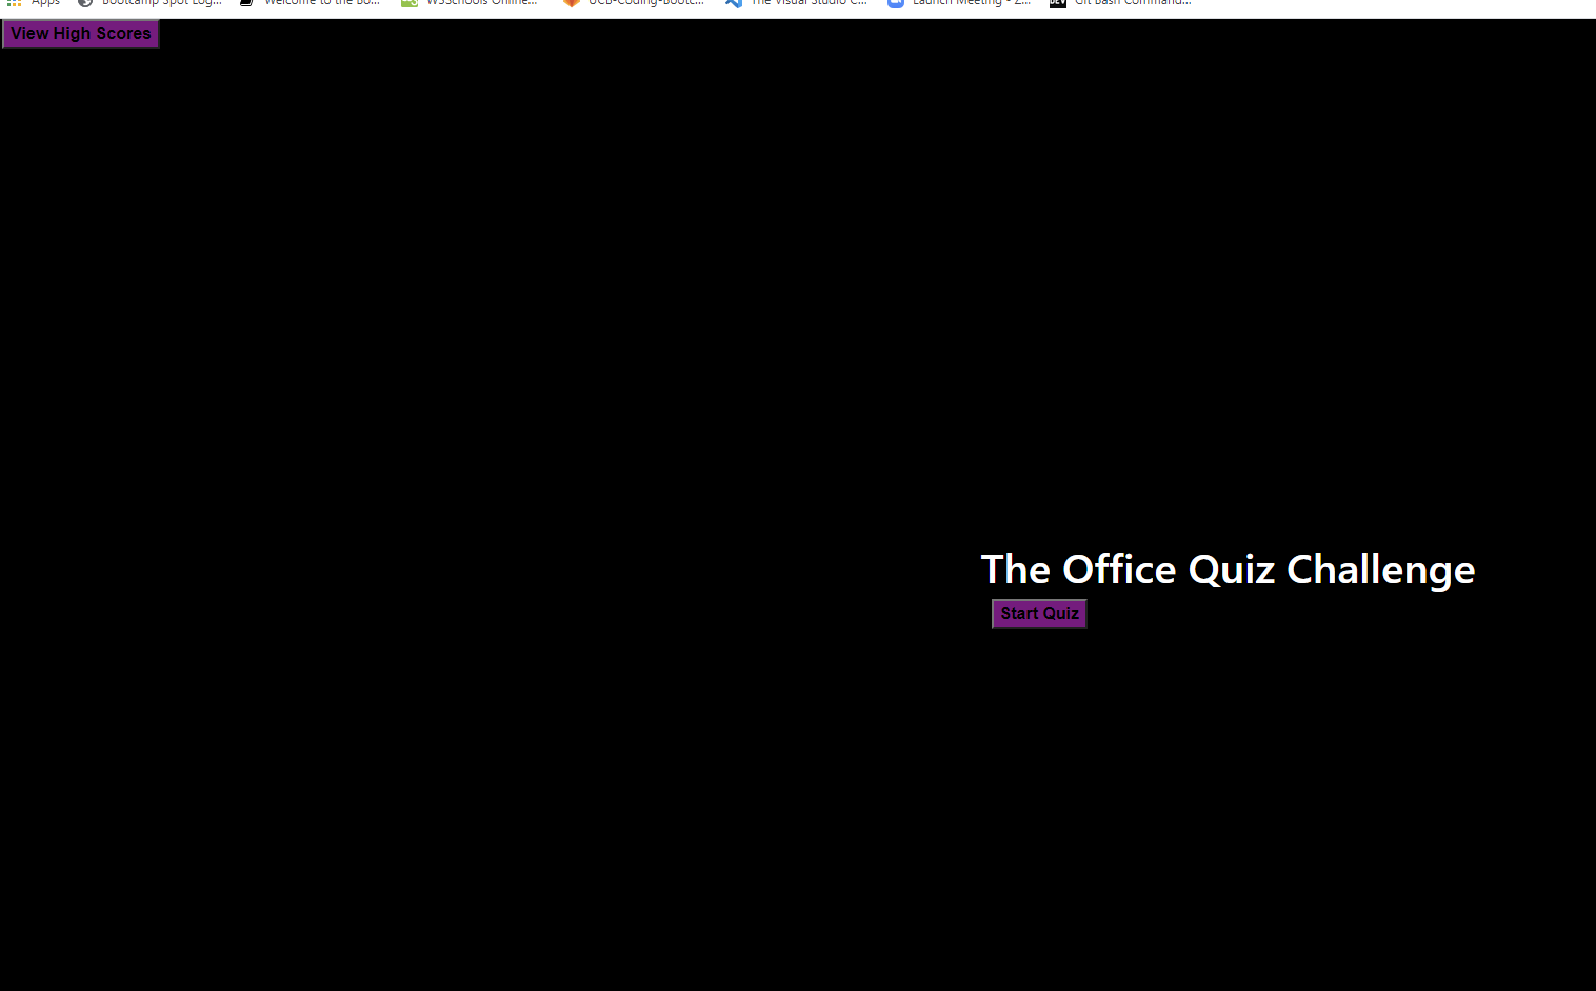 Apps Bootcamp Spot Log... Welcome to the Bo... W3Schools Online... UCB-Coding-Bootc... The Visual Studio C... Launch Meeting - Z... Git Bash Command...
View High Scores
The Office Quiz Challenge
Start Quiz